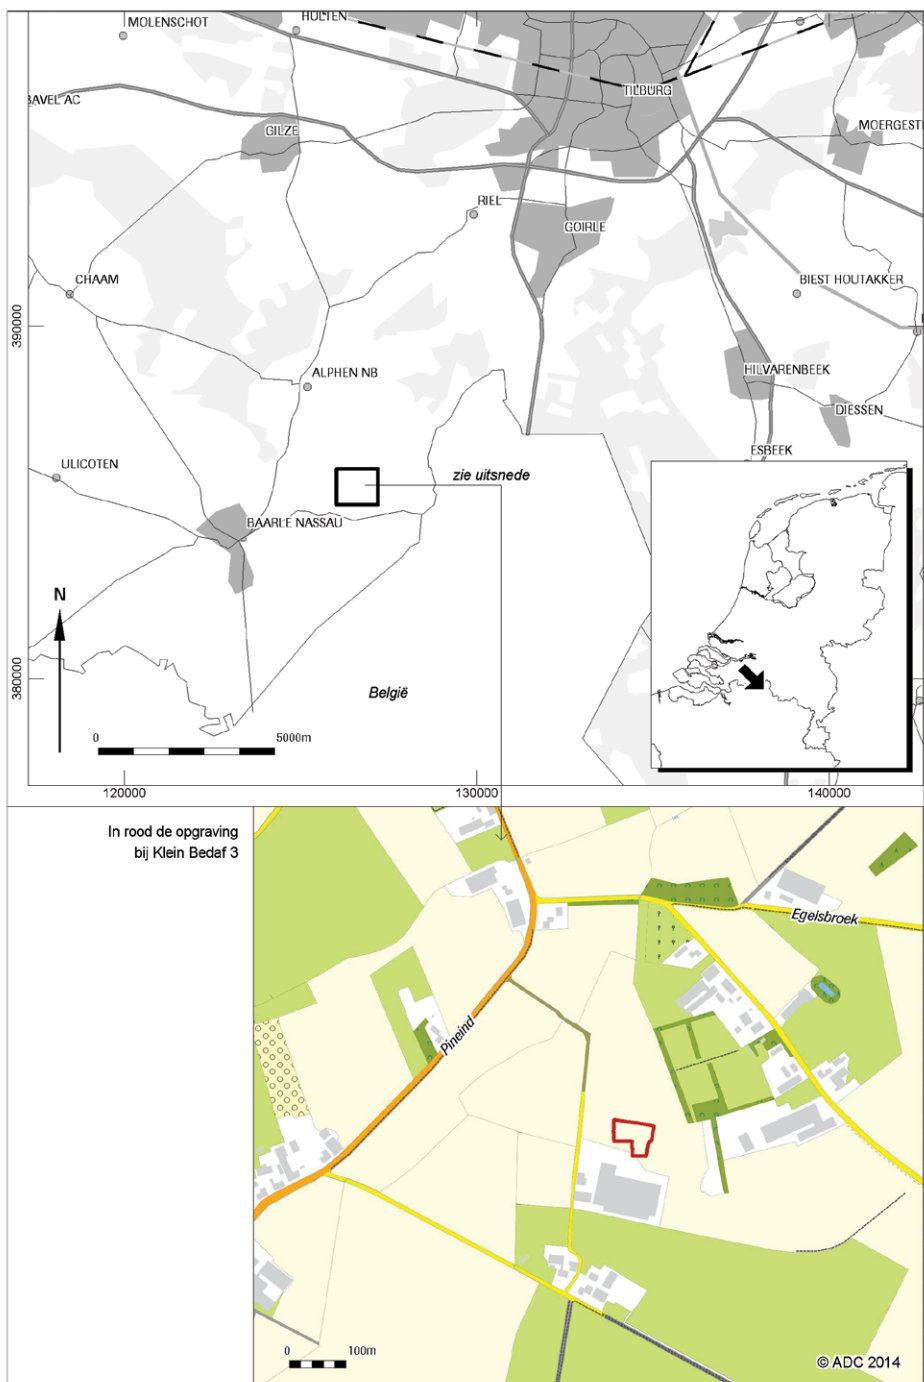 MOLENSCHOT
HULTEN
TILBURG
BAVEL AC
GILZE
MOERGEST
RIEL
GOIRLE
CHAAM
BIEST HOUTAKKER
390000
ALPHEN NB
HILVARENBEEK
DIESSEN
ULICOTEN
ESBEEK
zie uitsnede
BAARLE NASSAU
N
380000
België
0 5000m
120000 130000 140000
In rood de opgraving
bij Klein Bedaf 3
Egelsbroek
Pineind
0 100m
© ADC 2014